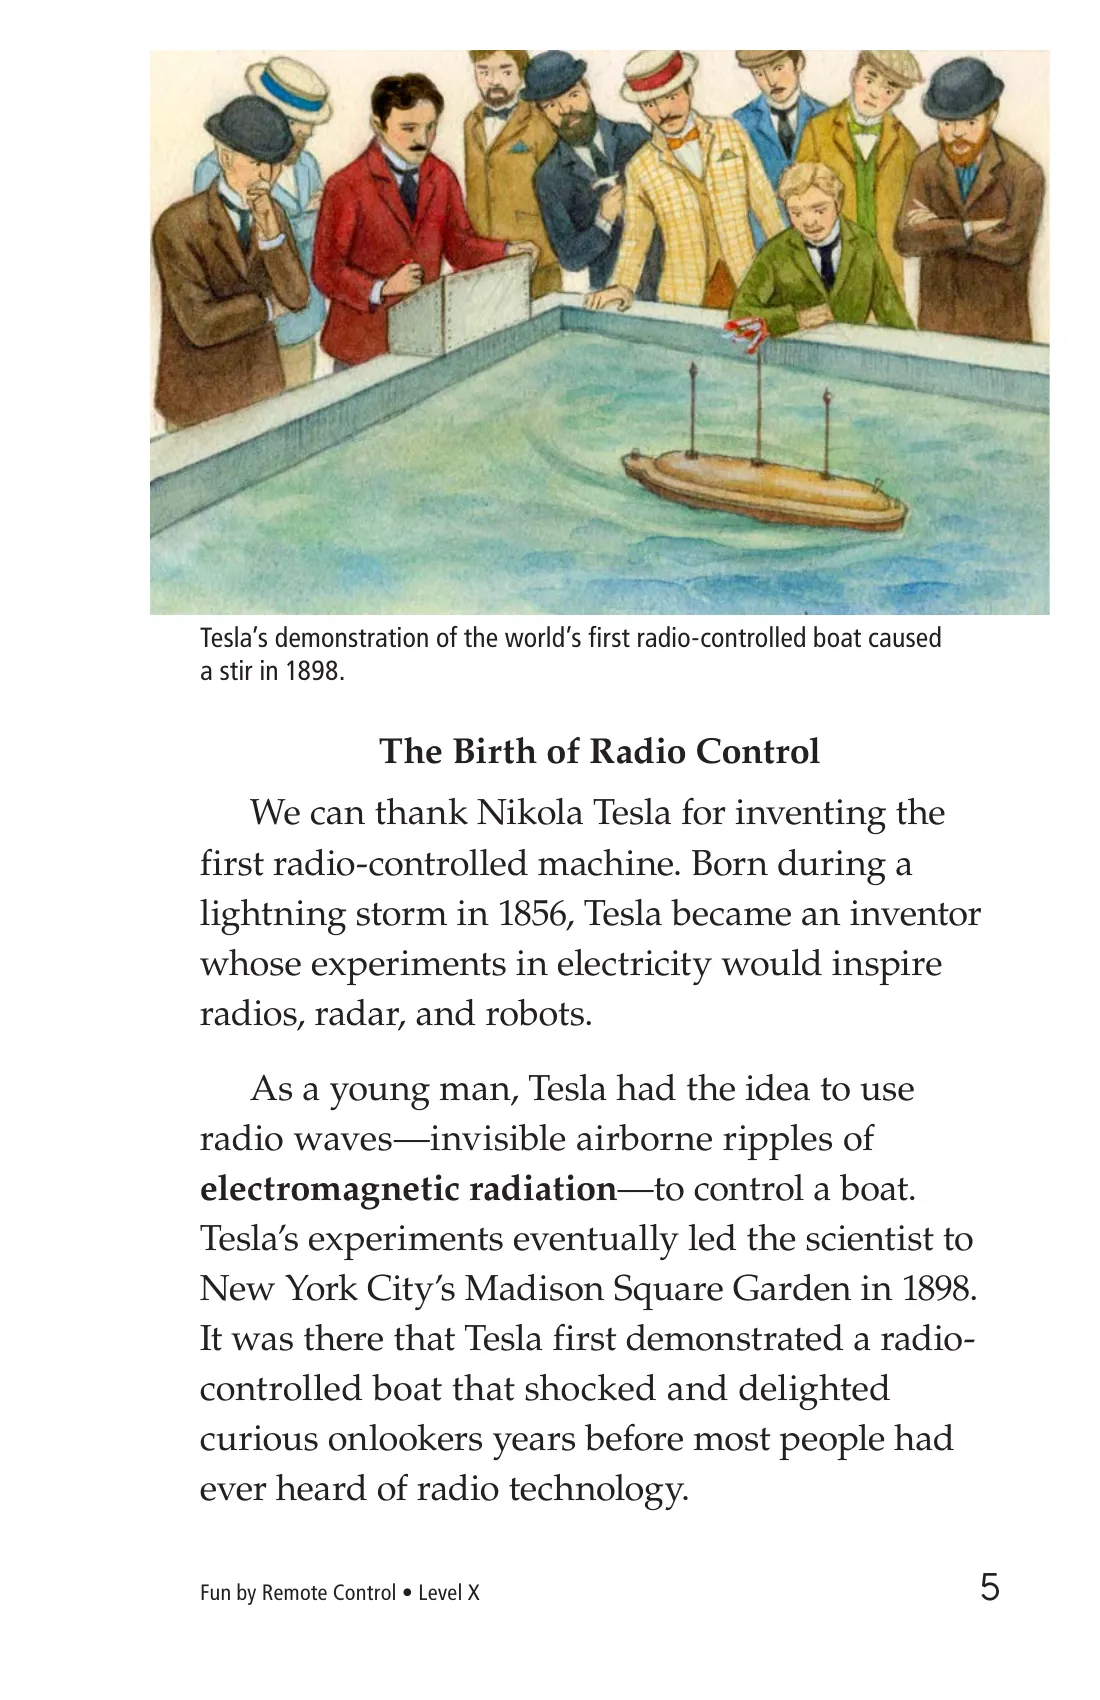 Tesla’s demonstration of the world’s first radio-controlled boat caused
a stir in 1898.
The Birth of Radio Control
We can thank Nikola Tesla for inventing the
first radio-controlled machine. Born during a
lightning storm in 1856, Tesla became an inventor
whose experiments in electricity would inspire
radios, radar, and robots.
As a young man, Tesla had the idea to use
radio waves—invisible airborne ripples of
electromagnetic radiation—to control a boat.
Tesla’s experiments eventually led the scientist to
New York City’s Madison Square Garden in 1898.
It was there that Tesla first demonstrated a radio-
controlled boat that shocked and delighted
curious onlookers years before most people had
ever heard of radio technology.
Fun by Remote Control • Level X
5